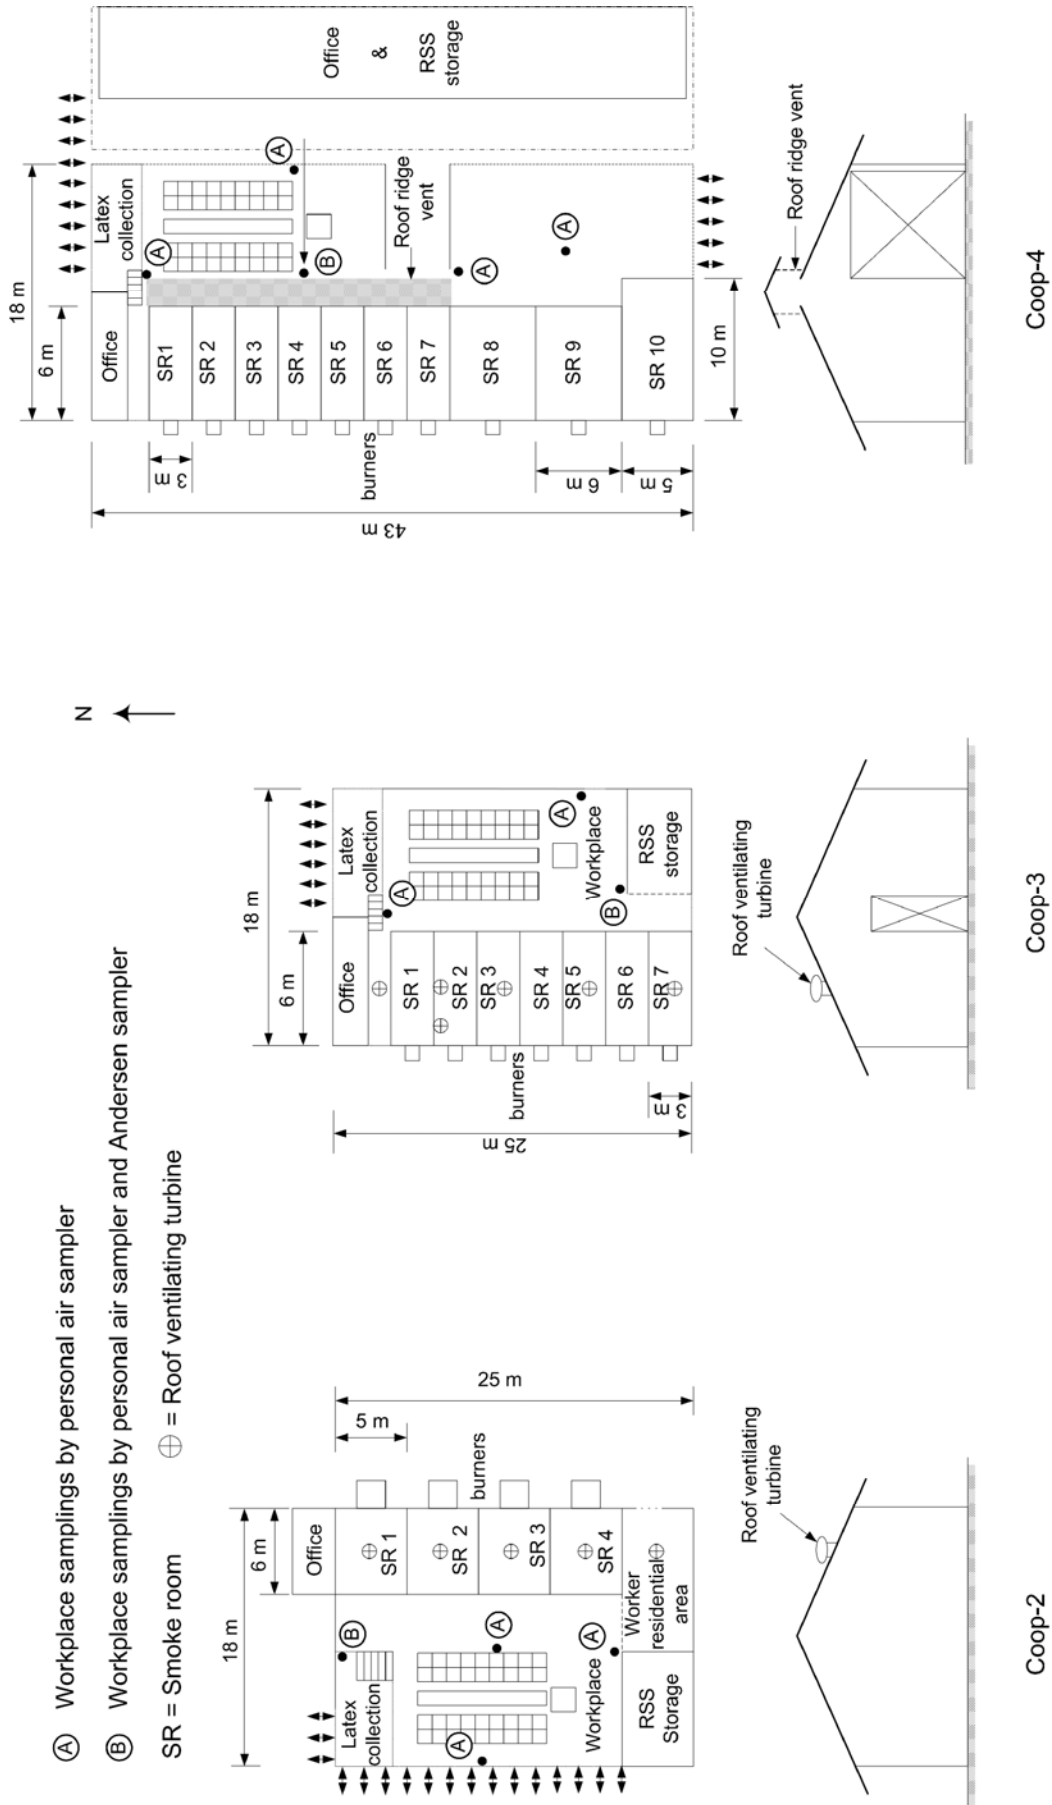 Ⓐ Workplace samplings by personal air sampler
Ⓑ Workplace samplings by personal air sampler and Andersen sampler
SR = Smoke room
⊕ = Roof ventilating turbine
N
18 m
6 m
Office
5 m
25 m
burners
SR 1
SR 2
SR 3
SR 4
Latex
collection
B
A
A
A
Workplace
RSS
Storage
Worker
residential
area
Roof ventilating
turbine
Coop-2
18 m
6 m
Office
Latex
collection
A
SR 1
SR 2
SR 3
SR 4
SR 5
SR 6
SR 7
burners
25 m
3 m
A
B
Workplace
RSS
storage
Roof ventilating
turbine
Coop-3
18 m
6 m
Office
Latex
collection
A
A
B
A
A
SR1
SR 2
SR 3
SR 4
SR 5
SR 6
SR 7
SR 8
SR 9
SR 10
Roof ridge
vent
burners
3 m
43 m
6 m
5 m
10 m
Office
&
RSS
storage
Roof ridge vent
Coop-4